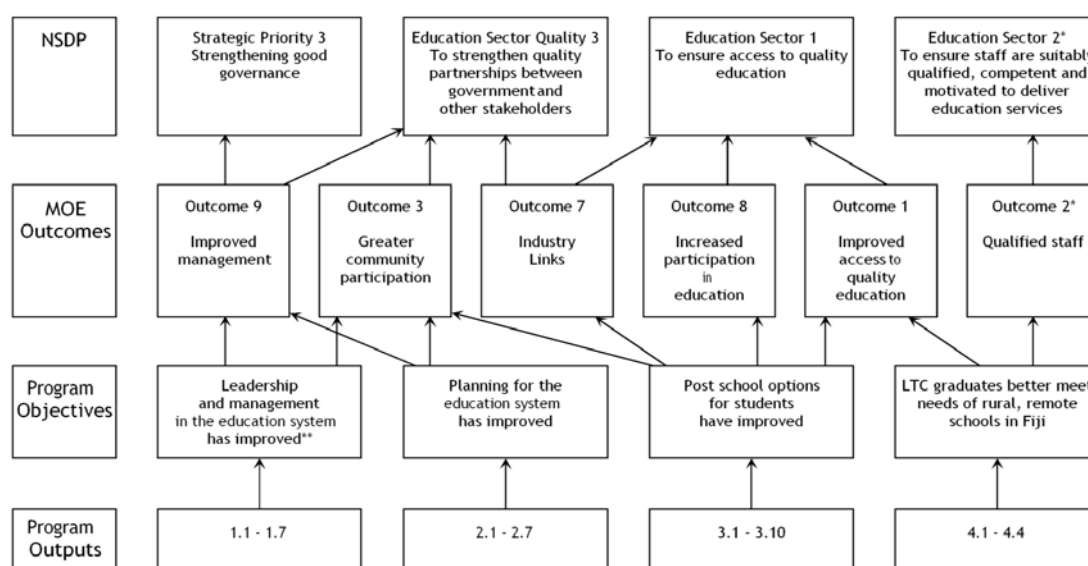 NSDP
Strategic Priority 3
Strengthening good
governance
Education Sector Quality 3
To strengthen quality
partnerships between
government and
other stakeholders
Education Sector 1
To ensure access to quality
education
Education Sector 2*
To ensure staff are suitably
qualified, competent and
motivated to deliver
education services
MOE
Outcomes
Outcome 9
Improved
management
Outcome 3
Greater
community
participation
Outcome 7
Industry
Links
Outcome 8
Increased
participation
in
education
Outcome 1
Improved
access to
quality
education
Outcome 2*
Qualified staff
Program
Objectives
Leadership
and management
in the education system
has improved**
Planning for the
education system
has improved
Post school options
for students
have improved
LTC graduates better meet
needs of rural, remote
schools in Fiji
Program
Outputs
1.1 - 1.7
2.1 - 2.7
3.1 - 3.10
4.1 - 4.4